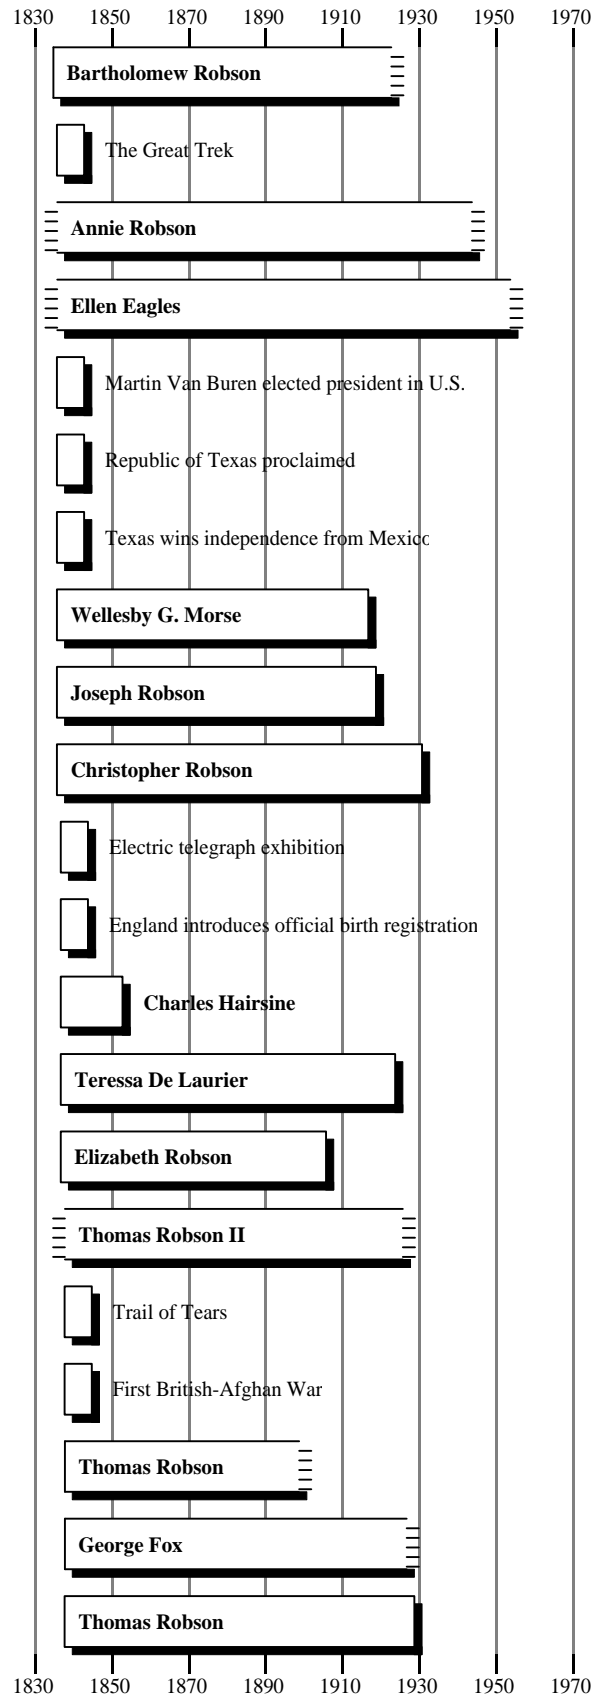 1830 1850 1870 1890 1910 1930 1950 1970
Bartholomew Robson
The Great Trek
Annie Robson
Ellen Eagles
Martin Van Buren elected president in U.S.
Republic of Texas proclaimed
Texas wins independence from Mexico
Wellesby G. Morse
Joseph Robson
Christopher Robson
Electric telegraph exhibition
England introduces official birth registration
Charles Hairsine
Teressa De Laurier
Elizabeth Robson
Thomas Robson II
Trail of Tears
First British-Afghan War
Thomas Robson
George Fox
Thomas Robson
1830 1850 1870 1890 1910 1930 1950 1970